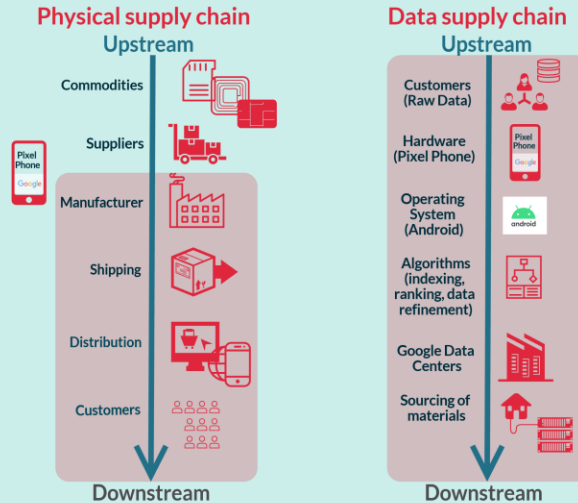 Physical supply chain
Upstream
Commodities
Suppliers
Pixel
Phone
Google
Manufacturer
Shipping
Distribution
Customers
Downstream
Data supply chain
Upstream
Customers
(Raw Data)
Hardware
(Pixel Phone)
Pixel
Phone
Google
Operating
System
(Android)
android
Algorithms
(indexing,
ranking, data
refinement)
Google Data
Centers
Sourcing of
materials
Downstream